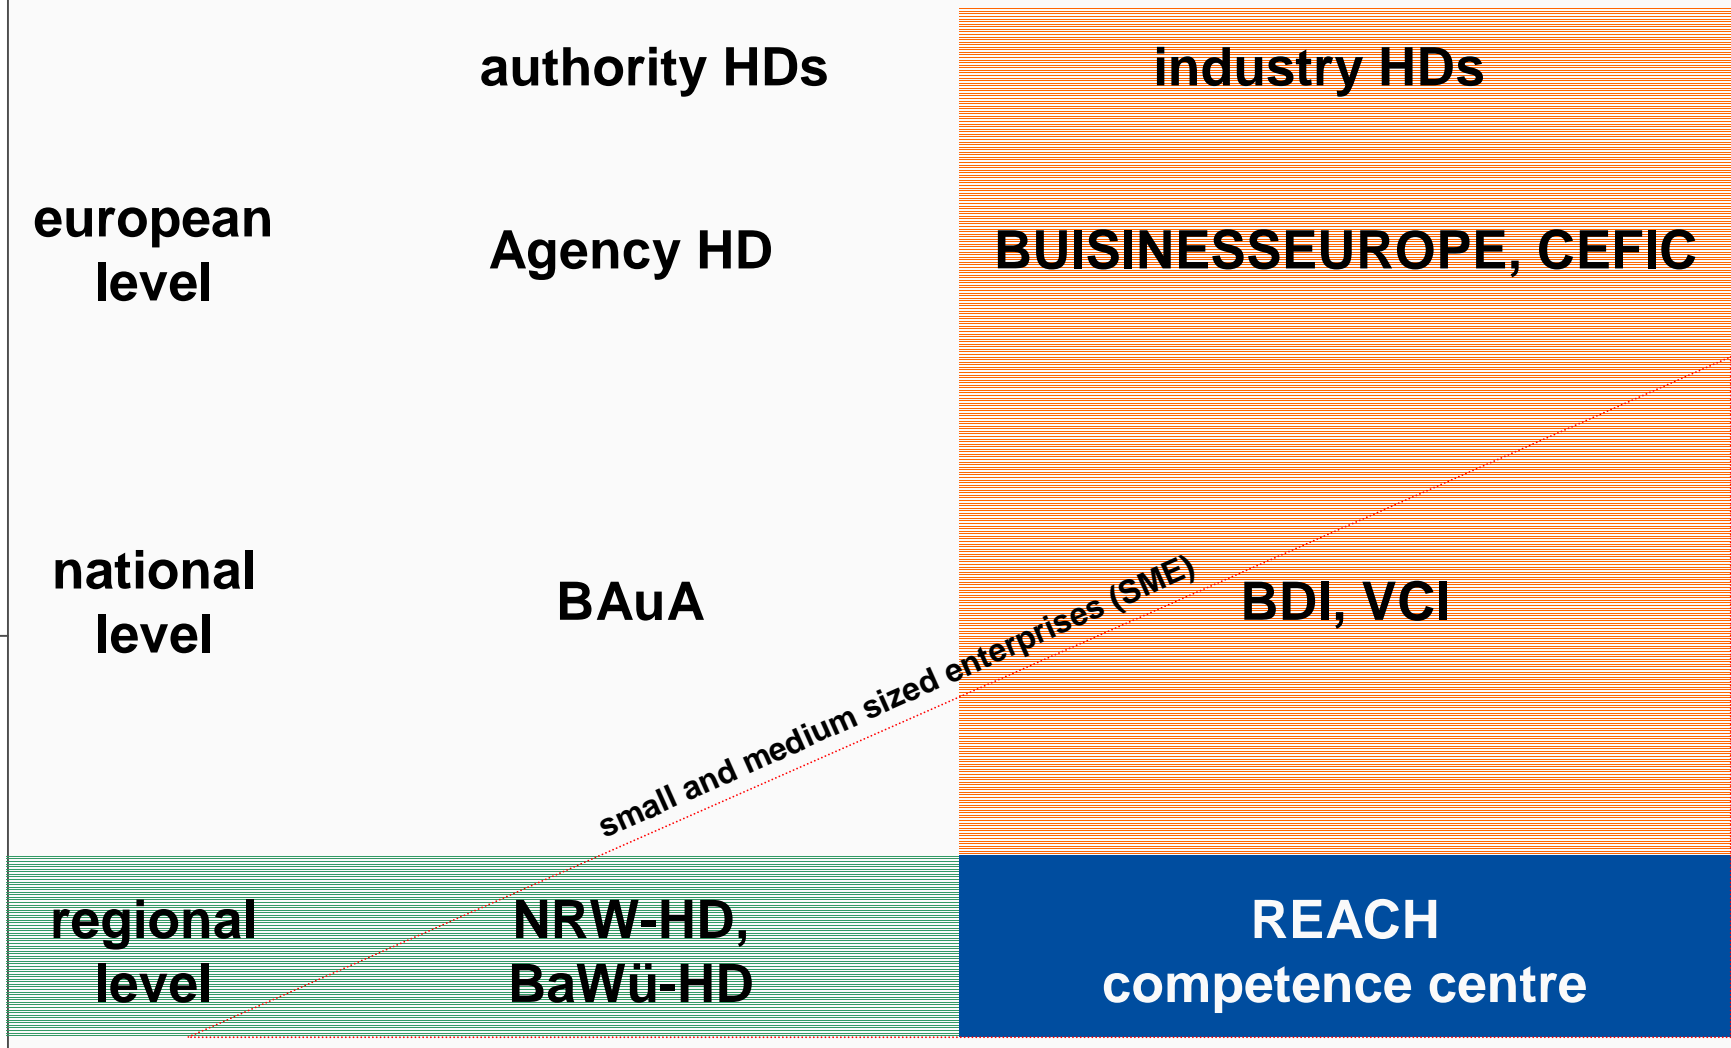 authority HDs
industry HDs
european
level
Agency HD
BUISINESSEUROPE, CEFIC
national
level
BAuA
BDI, VCI
small and medium sized enterprises (SME)
regional
level
NRW-HD,
BaWü-HD
REACH
competence centre